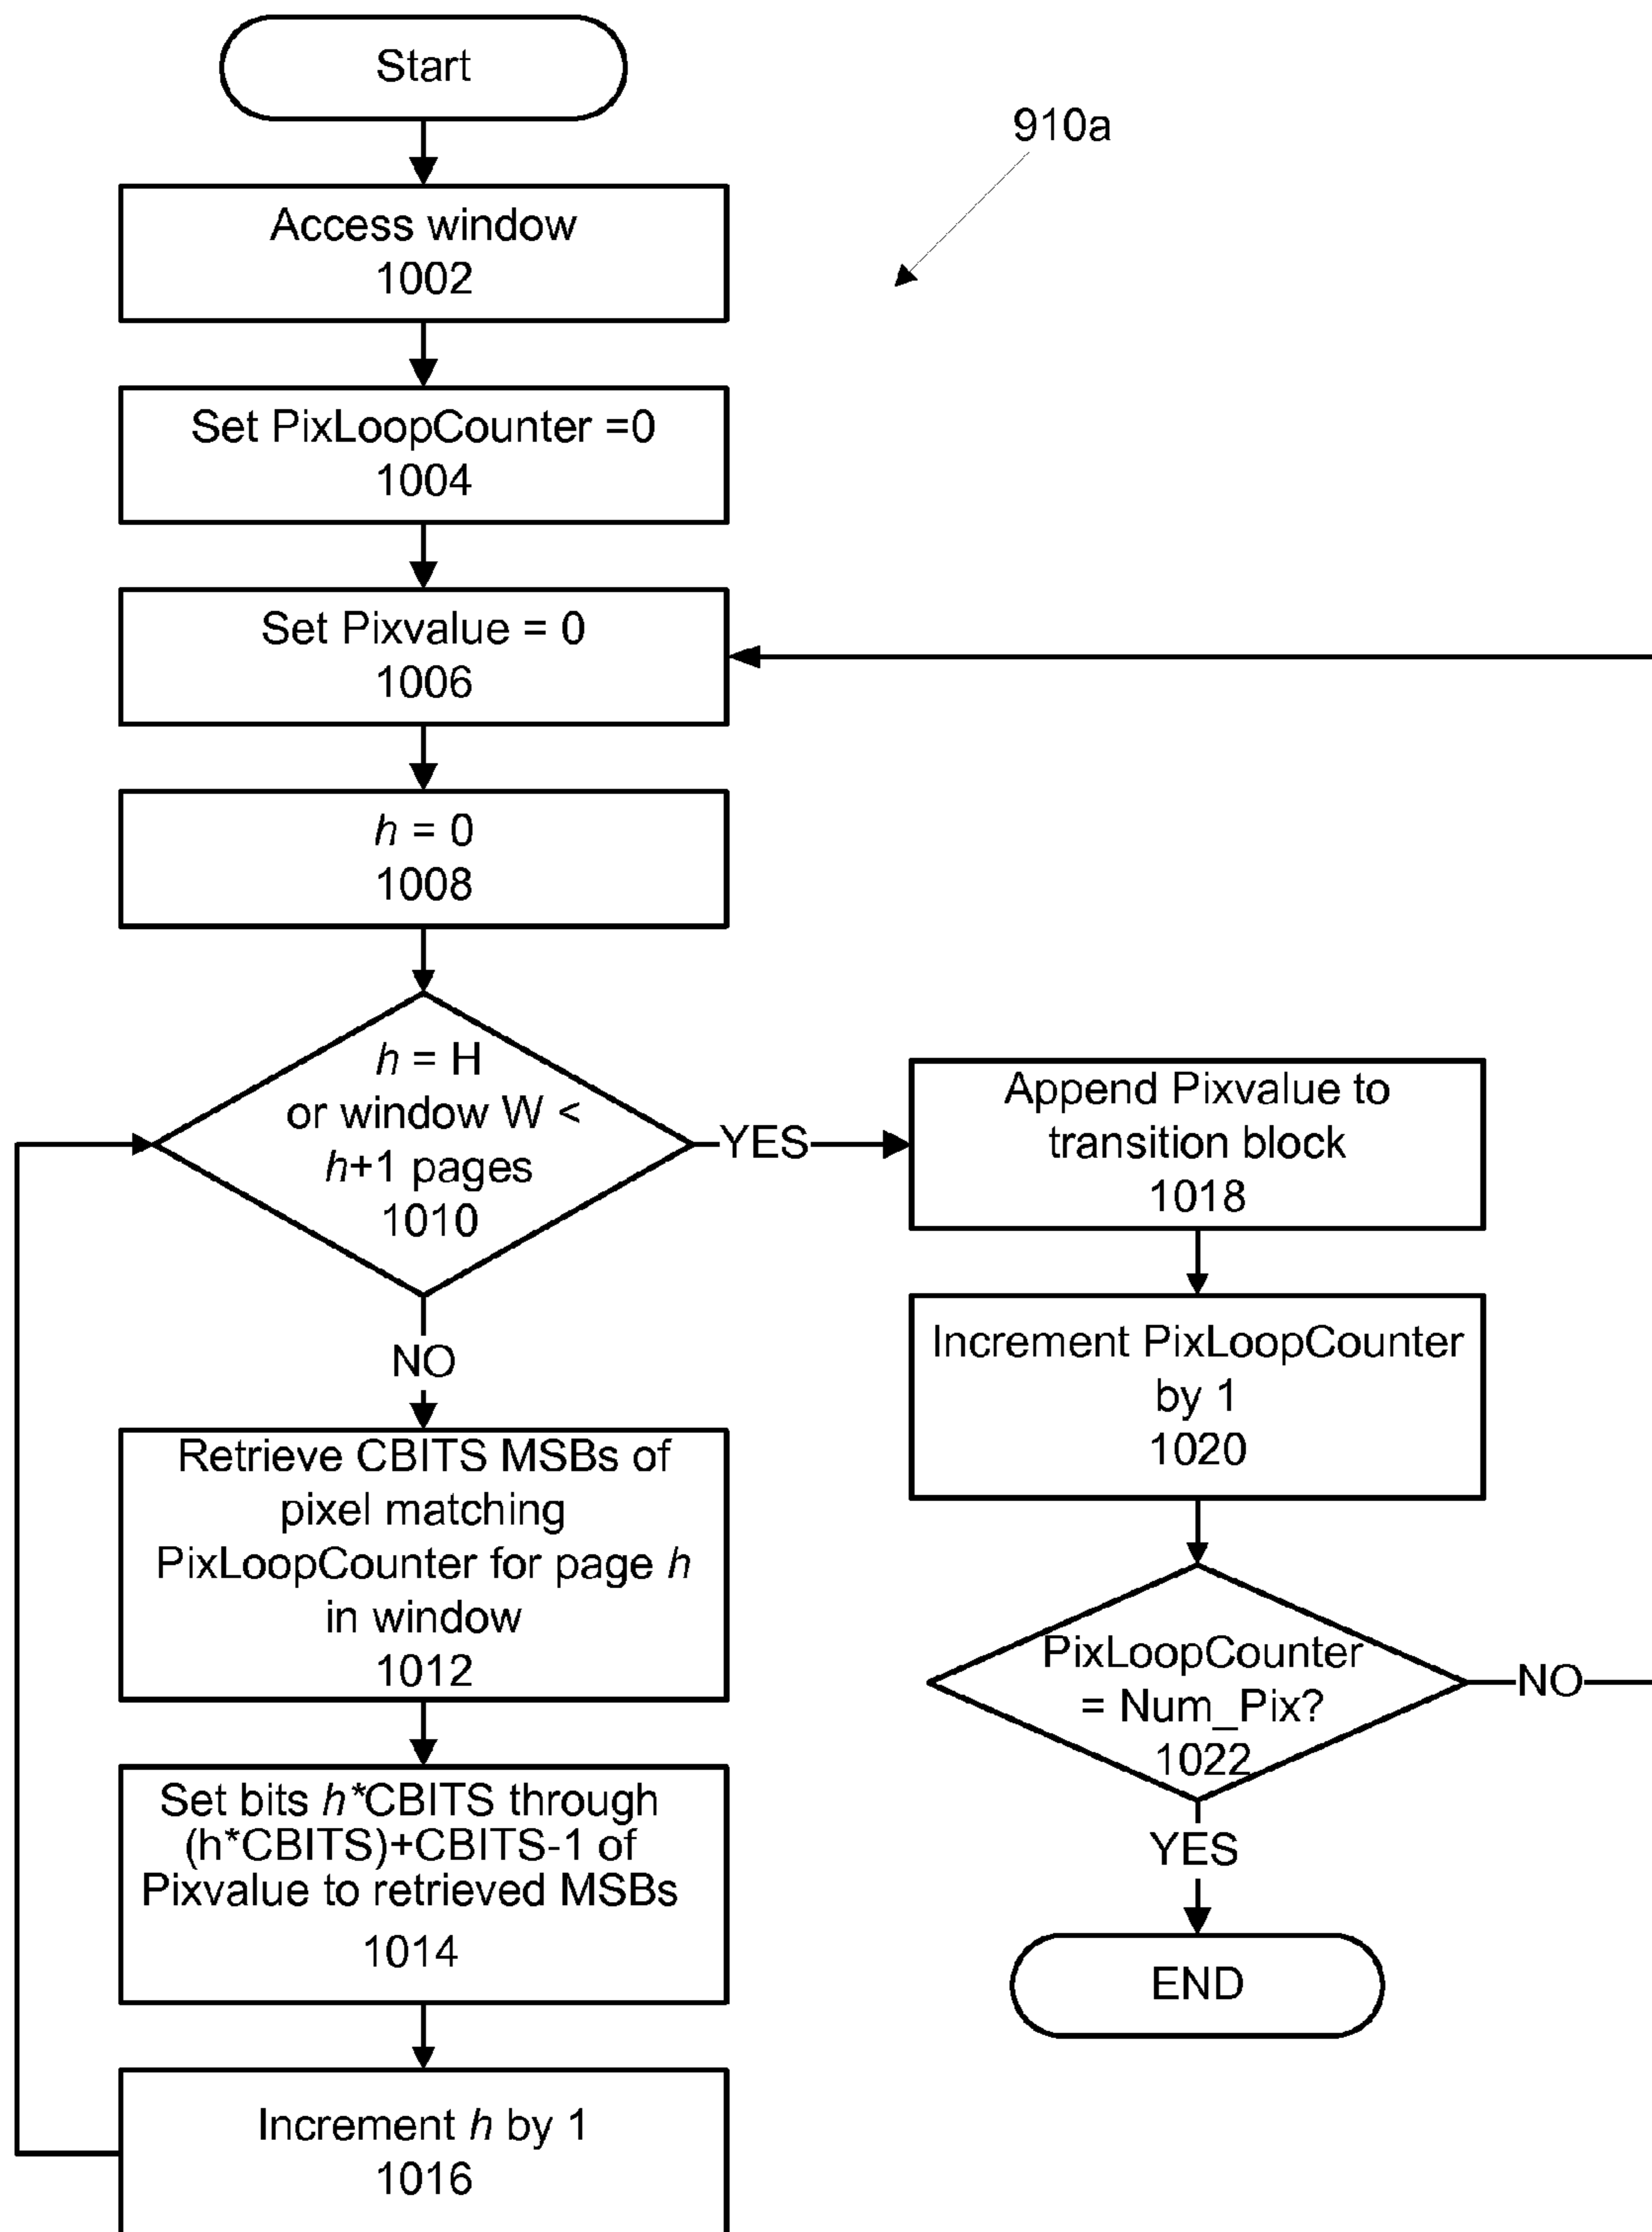 Start
910a
Access window
1002
Set PixLoopCounter =0
1004
Set Pixvalue = 0
1006
h = 0
1008
h = H
or window W <
h+1 pages
1010
YES
Append Pixvalue to
transition block
1018
Increment PixLoopCounter
by 1
1020
NO
Retrieve CBITS MSBs of
pixel matching
PixLoopCounter for page h
in window
1012
PixLoopCounter
= Num_Pix?
1022
NO
Set bits h*CBITS through
(h*CBITS)+CBITS-1 of
Pixvalue to retrieved MSBs
1014
YES
END
Increment h by 1
1016